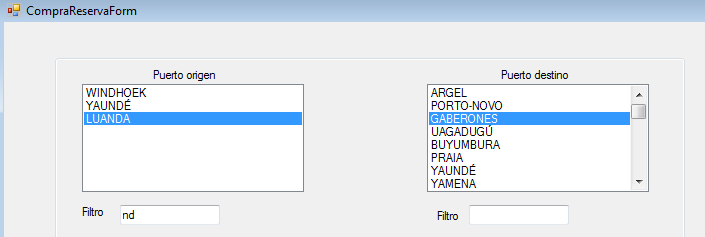 CompraReservaForm
Puerto origen
WINDHOEK
YAUNDÉ
LUANDA
Filtro nd
Puerto destino
ARGEL
PORTO-NOVO
GABERONES
UAGADUGÚ
BUYUMBURA
PRAIA
YAUNDÉ
YAMENA
Filtro